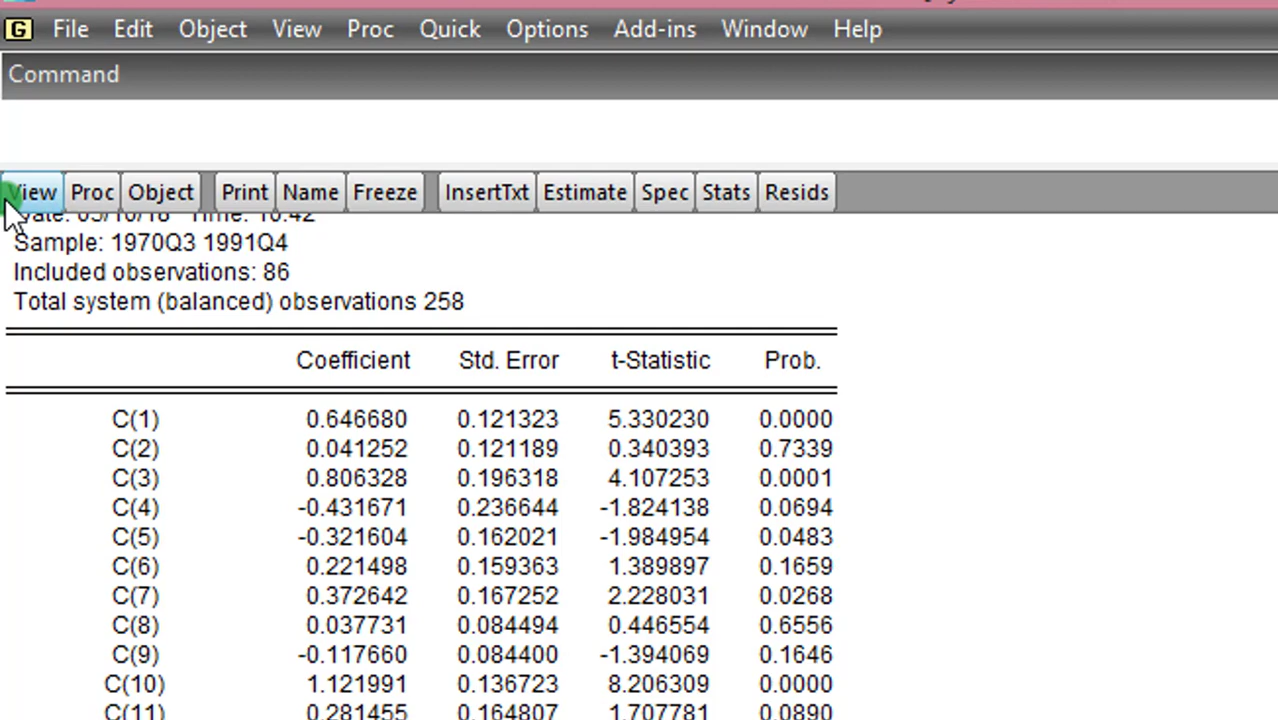 G File Edit Object View Proc Quick Options Add-ins Window Help
Command
View Proc Object Print Name Freeze InsertTxt Estimate Spec Stats Resids
Date: 05/10/18 Time: 10:42
Sample: 1970Q3 1991Q4
Included observations: 86
Total system (balanced) observations 258
Coefficient Std. Error t-Statistic Prob.
C(1) 0.646680 0.121323 5.330230 0.0000
C(2) 0.041252 0.121189 0.340393 0.7339
C(3) 0.806328 0.196318 4.107253 0.0001
C(4) -0.431671 0.236644 -1.824138 0.0694
C(5) -0.321604 0.162021 -1.984954 0.0483
C(6) 0.221498 0.159363 1.389897 0.1659
C(7) 0.372642 0.167252 2.228031 0.0268
C(8) 0.037731 0.084494 0.446554 0.6556
C(9) -0.117660 0.084400 -1.394069 0.1646
C(10) 1.121991 0.136723 8.206309 0.0000
C(11) 0.281455 0.164807 1.707781 0.0890